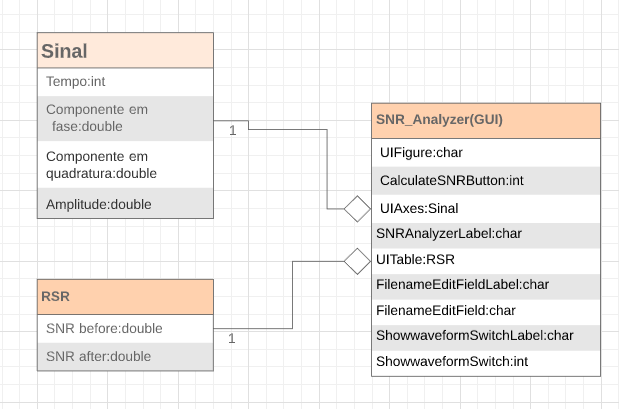 Sinal
Tempo:int
Componente em
fase:double
Componente em
quadratura:double
Amplitude:double
1
RSR
SNR before:double
SNR after:double
1
SNR_Analyzer(GUI)
UIFigure:char
CalculateSNRButton:int
UIAxes:Sinal
SNRAnalyzerLabel:char
UITable:RSR
FilenameEditFieldLabel:char
FilenameEditField:char
ShowwaveformSwitchLabel:char
ShowwaveformSwitch:int